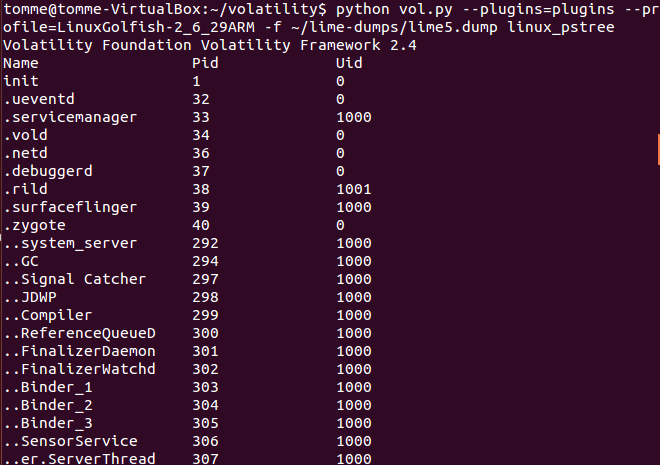 tomme@tomme-VirtualBox:~/volatility$ python vol.py --plugins=plugins --pr
ofile=LinuxGolfish-2_6_29ARM -f ~/lime-dumps/lime5.dump linux_pstree
Volatility Foundation Volatility Framework 2.4
Name Pid Uid
init 1 0
.ueventd 32 0
.servicemanager 33 1000
.vold 34 0
.netd 36 0
.debuggerd 37 0
.rild 38 1001
.surfaceflinger 39 1000
.zygote 40 0
..system_server 292 1000
..GC 294 1000
..Signal Catcher 297 1000
..JDWP 298 1000
..Compiler 299 1000
..ReferenceQueueD 300 1000
..FinalizerDaemon 301 1000
..FinalizerWatchd 302 1000
..Binder_1 303 1000
..Binder_2 304 1000
..Binder_3 305 1000
..SensorService 306 1000
..er.ServerThread 307 1000